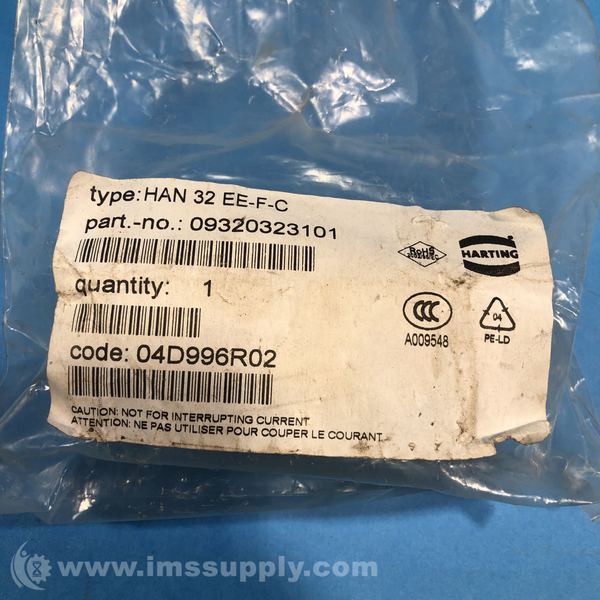 type: HAN 32 EE-F-C
part.-no.: 09320323101
quantity: 1
code: 04D996R02
CAUTION: NOT FOR INTERRUPTING CURRENT
ATTENTION: NE PAS UTILISER POUR COUPER LE COURANT
RoHS
HARTING
CCC
A009548
04
PE-LD
www.imssupply.com